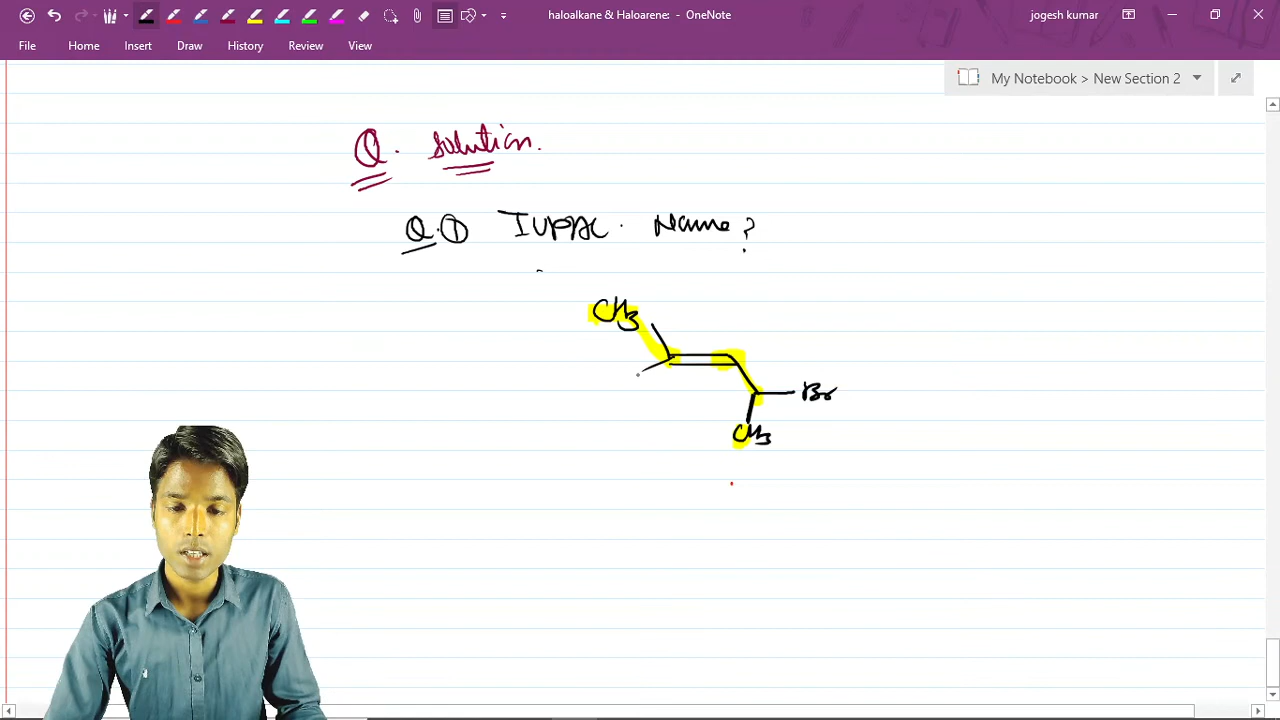 haloalkane & Haloarene: - OneNote
jogesh kumar
File Home Insert Draw History Review View
My Notebook > New Section 2
Q. Solution.
Q.① IUPAC. Name?
CH3
Br
CH3